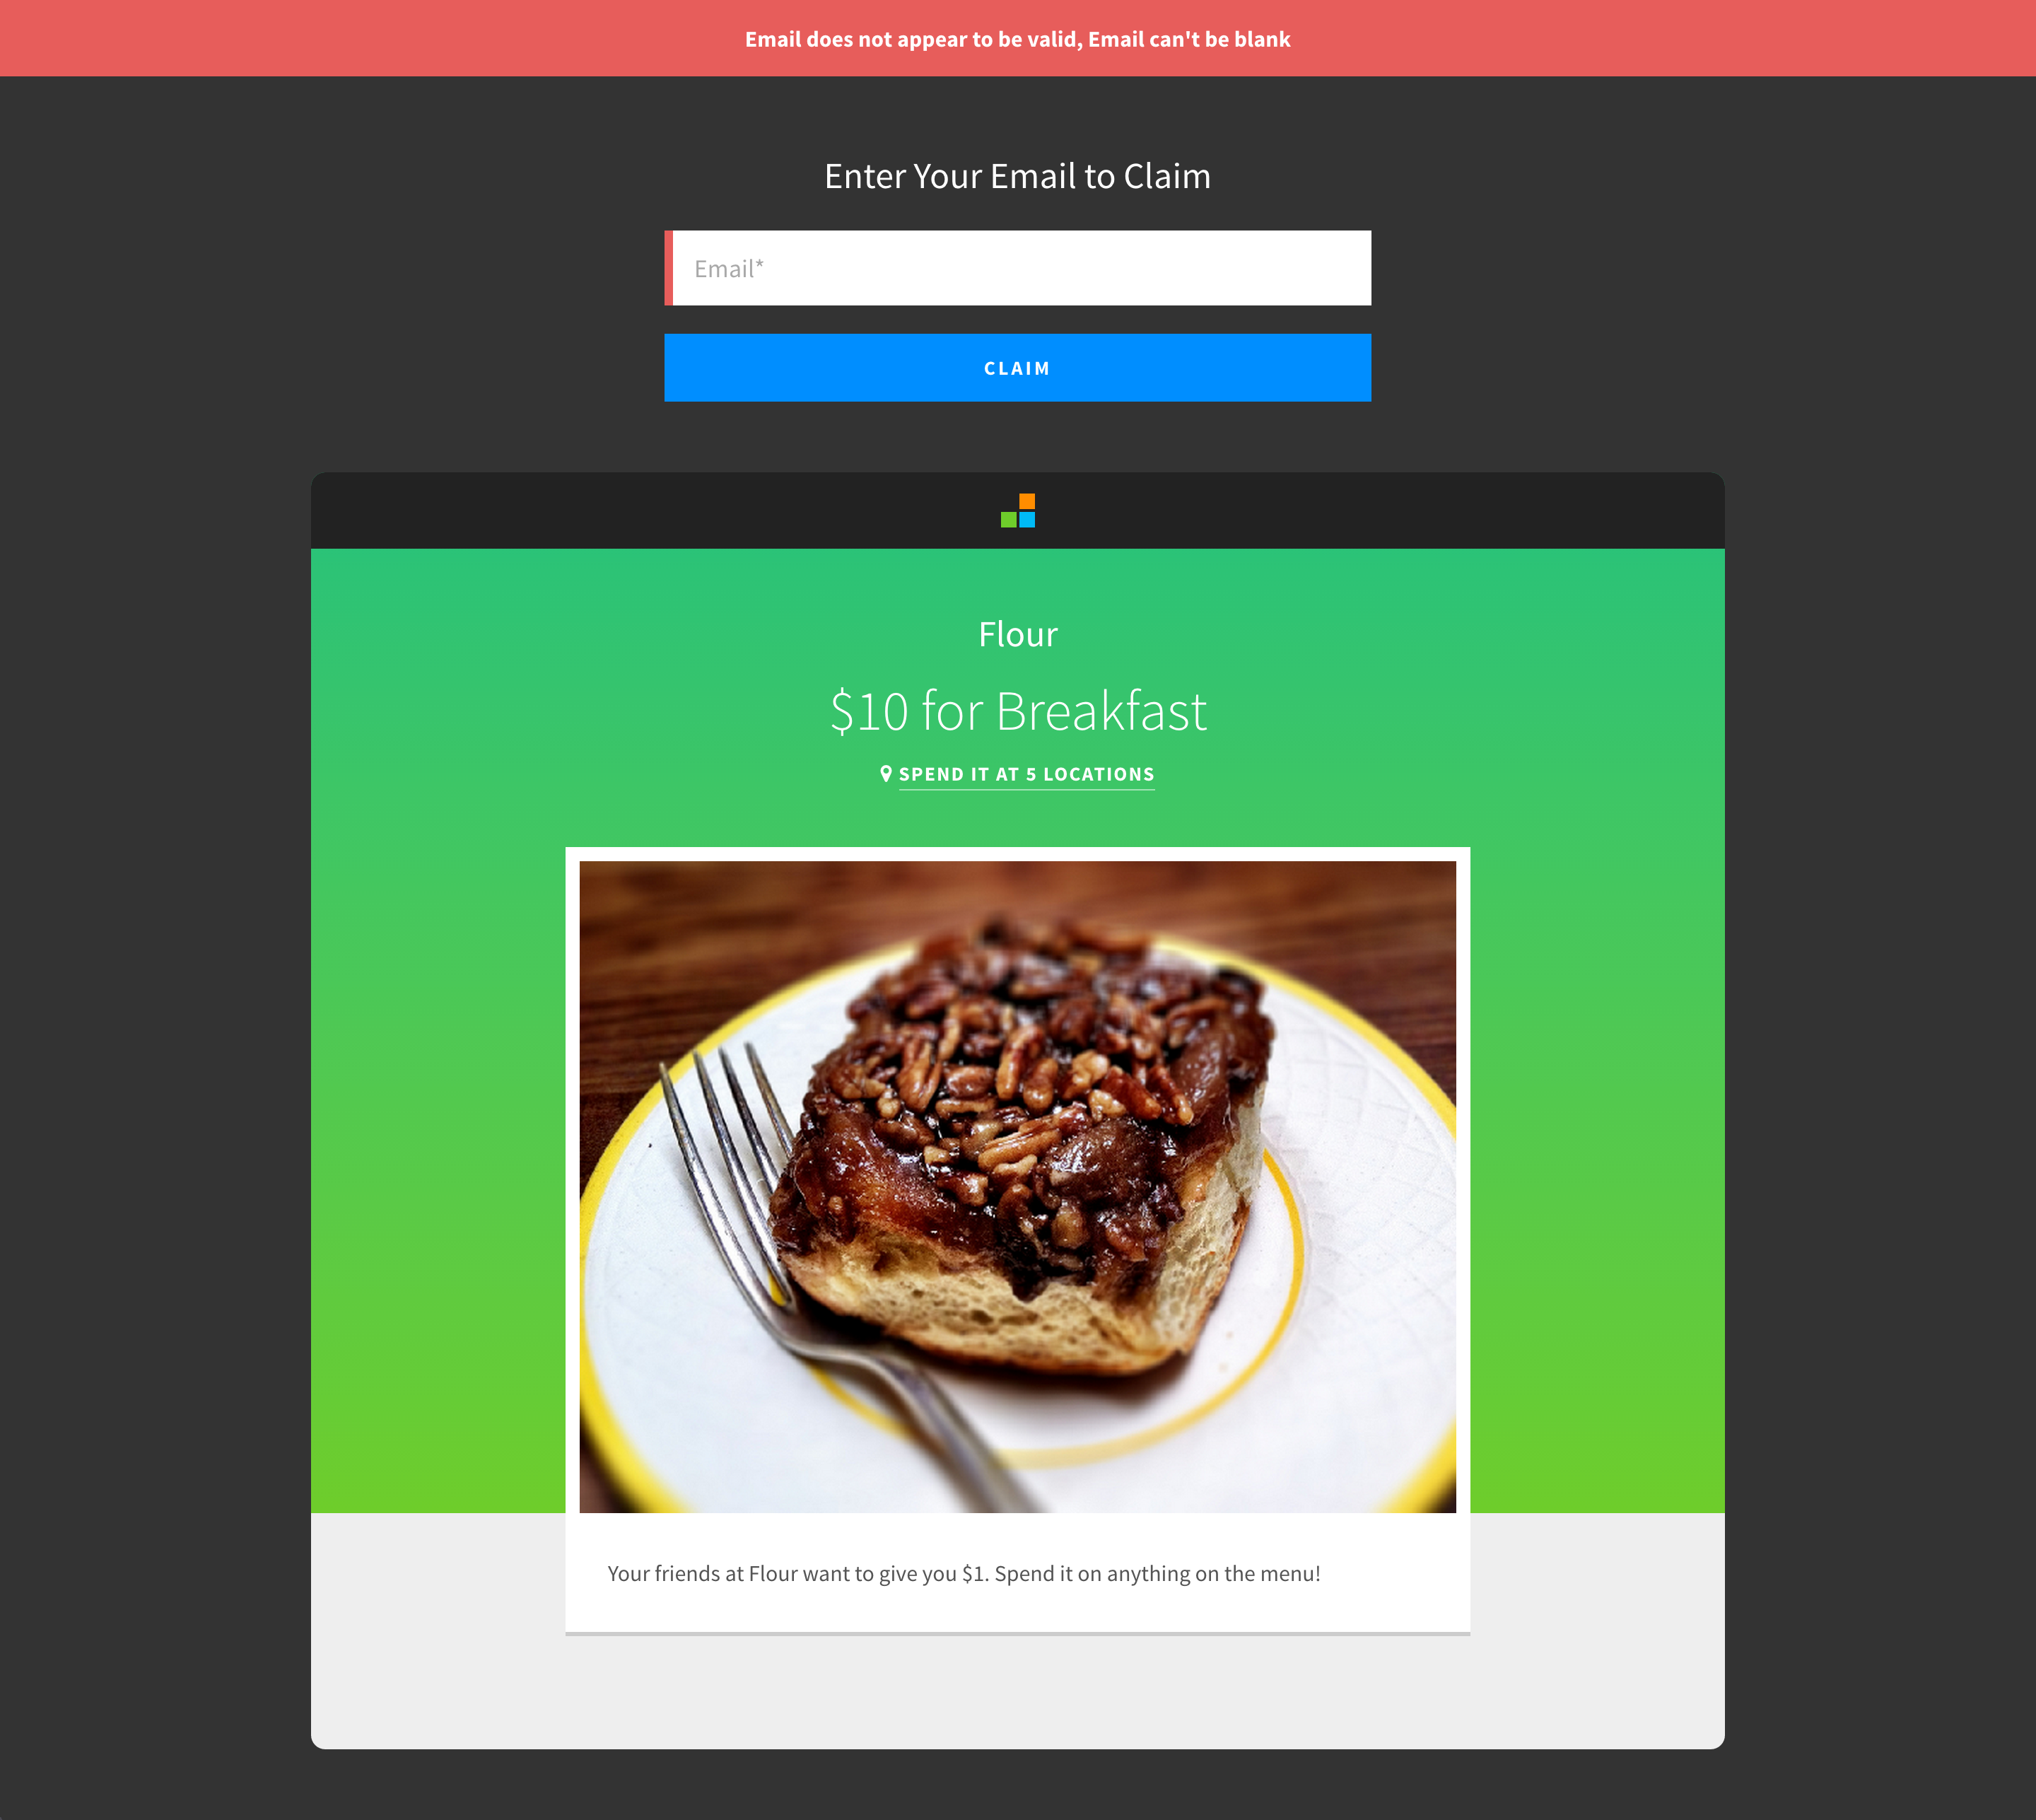 Email does not appear to be valid, Email can't be blank
Enter Your Email to Claim
Email*
CLAIM
Flour
$10 for Breakfast
SPEND IT AT 5 LOCATIONS
Your friends at Flour want to give you $1. Spend it on anything on the menu!